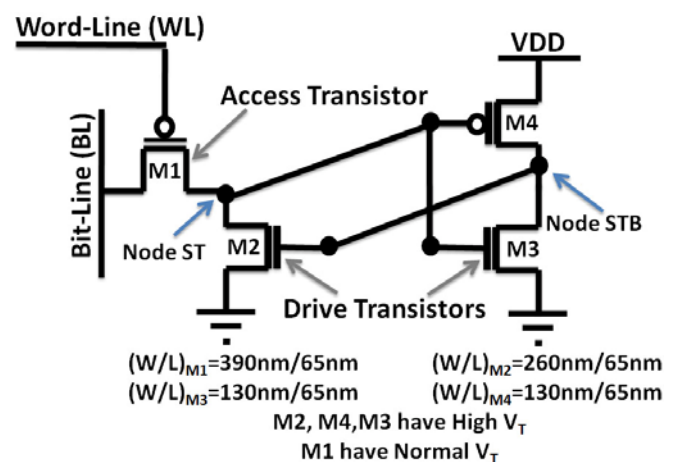 Word-Line (WL)
VDD
Access Transistor
M4
Bit-Line (BL)
M1
Node ST
M2
M3
Node STB
Drive Transistors
(W/L)M1=390nm/65nm
(W/L)M2=260nm/65nm
(W/L)M3=130nm/65nm
(W/L)M4=130nm/65nm
M2, M4,M3 have High VT
M1 have Normal VT